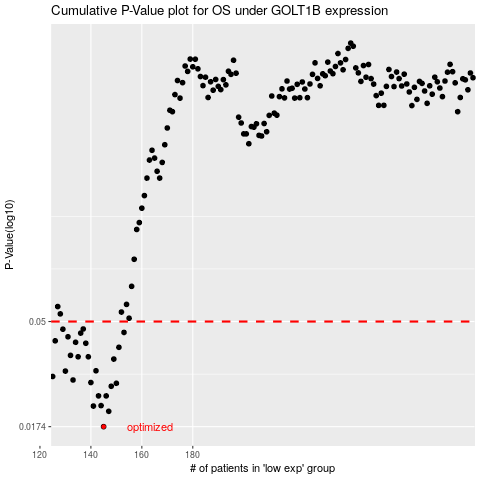 Cumulative P-Value plot for OS under GOLT1B expression
P-Value(log10)
0.05
0.0174
optimized
120 140 160 180
# of patients in 'low exp' group